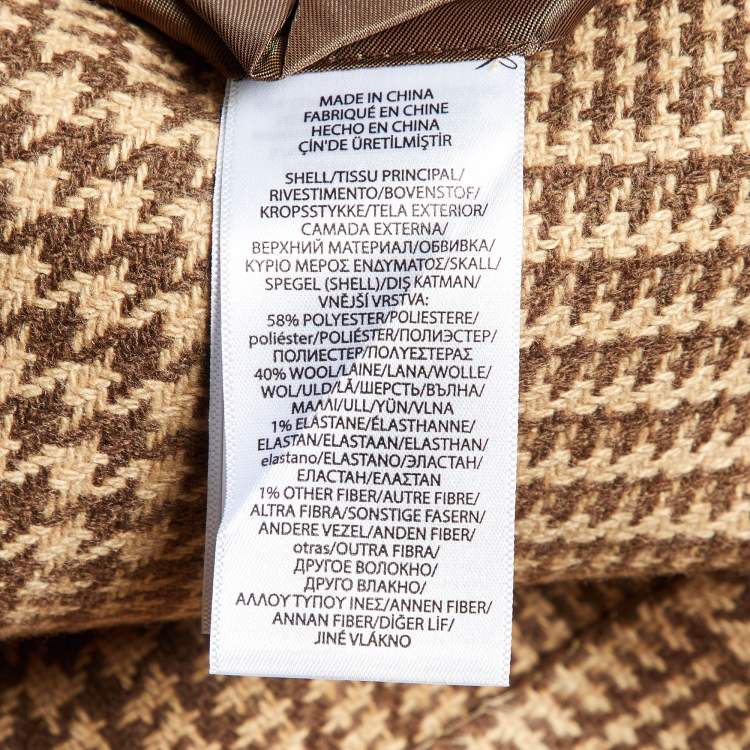 MADE IN CHINA
FABRIQUÉ EN CHINE
HECHO EN CHINA
ÇİN'DE ÜRETİLMİŞTİR
SHELL/TISSU PRINCIPAL/
RIVESTIMENTO/BOVENSTOF/
KROPSSTYKKE/TELA EXTERIOR/
CAMADA EXTERNA/
ВЕРХНИЙ МАТЕРИАЛ/ОБВИВКА/
ΚΥΡΙΟ ΜΕΡΟΣ ΕΝΔΥΜΑΤΟΣ/SKALL/
SPEGEL (SHELL)/DIŞ KATMAN/
VNĚJŠÍ VRSTVA:
58% POLYESTER/POLIESTERE/
poliéster/POLIÉSTER/ПОЛИЭСТЕР/
ПОЛИЕСТЕР/ΠΟΛΥΕΣΤΕΡΑΣ
40% WOOL/LAINE/LANA/WOLLE/
WOL/ULD/LÃ/ШЕРСТЬ/ВЪЛНА/
ΜΑΛΛΙ/ULL/YÜN/VLNA
1% ELASTANE/ÉLASTHANNE/
ELASTAN/ELASTAAN/ELASTHAN/
elastano/ELASTANO/ЭЛАСТАН/
ЕЛАСТАН/ΕΛΑΣΤΑΝ
1% OTHER FIBER/AUTRE FIBRE/
ALTRA FIBRA/SONSTIGE FASERN/
ANDERE VEZEL/ANDEN FIBER/
otras/OUTRA FIBRA/
ДРУГОЕ ВОЛОКНО/
ДРУГО ВЛАКНО/
ΑΛΛΟΥ ΤΥΠΟΥ ΙΝΕΣ/ANNEN FIBER/
ANNAN FIBER/DİĞER LİF/
JINÉ VLÁKNO